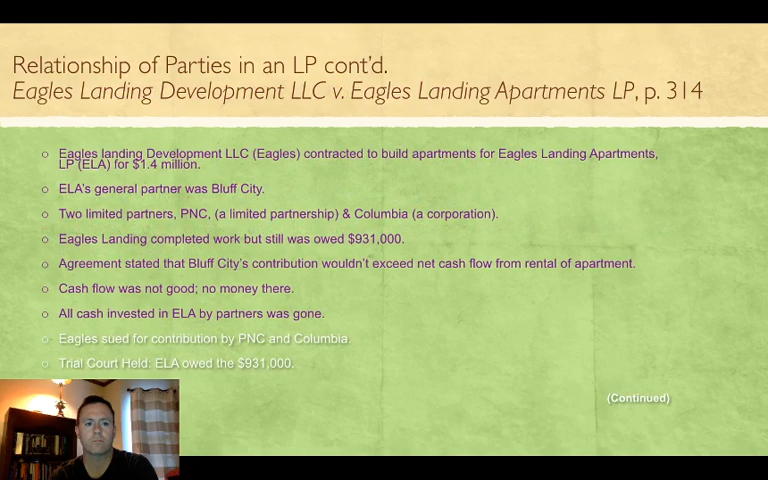 Relationship of Parties in an LP cont'd.
Eagles Landing Development LLC v. Eagles Landing Apartments LP, p. 314
○ Eagles landing Development LLC (Eagles) contracted to build apartments for Eagles Landing Apartments,
LP (ELA) for $1.4 million.
○ ELA's general partner was Bluff City.
○ Two limited partners, PNC, (a limited partnership) & Columbia (a corporation).
○ Eagles Landing completed work but still was owed $931,000.
○ Agreement stated that Bluff City's contribution wouldn't exceed net cash flow from rental of apartment.
○ Cash flow was not good; no money there.
○ All cash invested in ELA by partners was gone.
○ Eagles sued for contribution by PNC and Columbia.
○ Trial Court Held: ELA owed the $931,000.
(Continued)